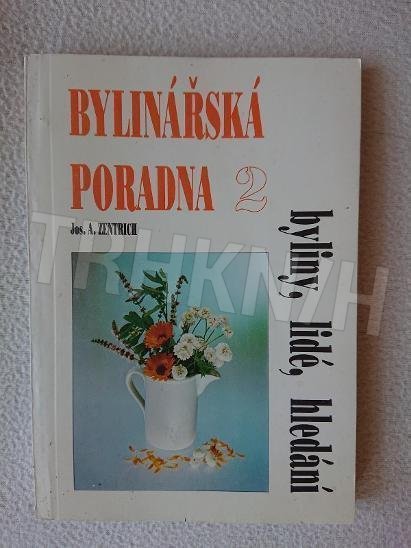 BYLINÁŘSKÁ
PORADNA 2
Jos. A. ZENTRICH
byliny, lidé, hledání
TRHKNIH